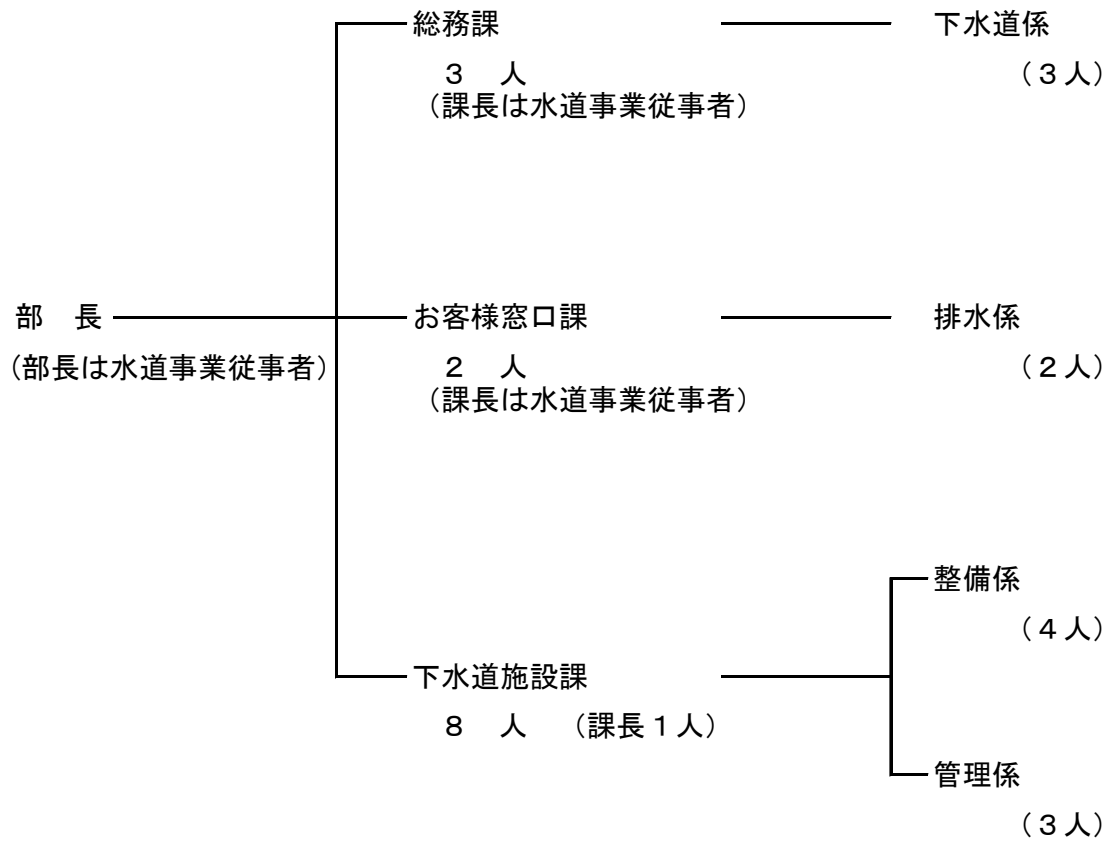 総務課 下水道係
3 人 (3人)
(課長は水道事業従事者)
部 長 お客様窓口課 排水係
(部長は水道事業従事者) 2 人 (2人)
(課長は水道事業従事者)
整備係
(4人)
下水道施設課
8 人 (課長1人)
管理係
(3人)